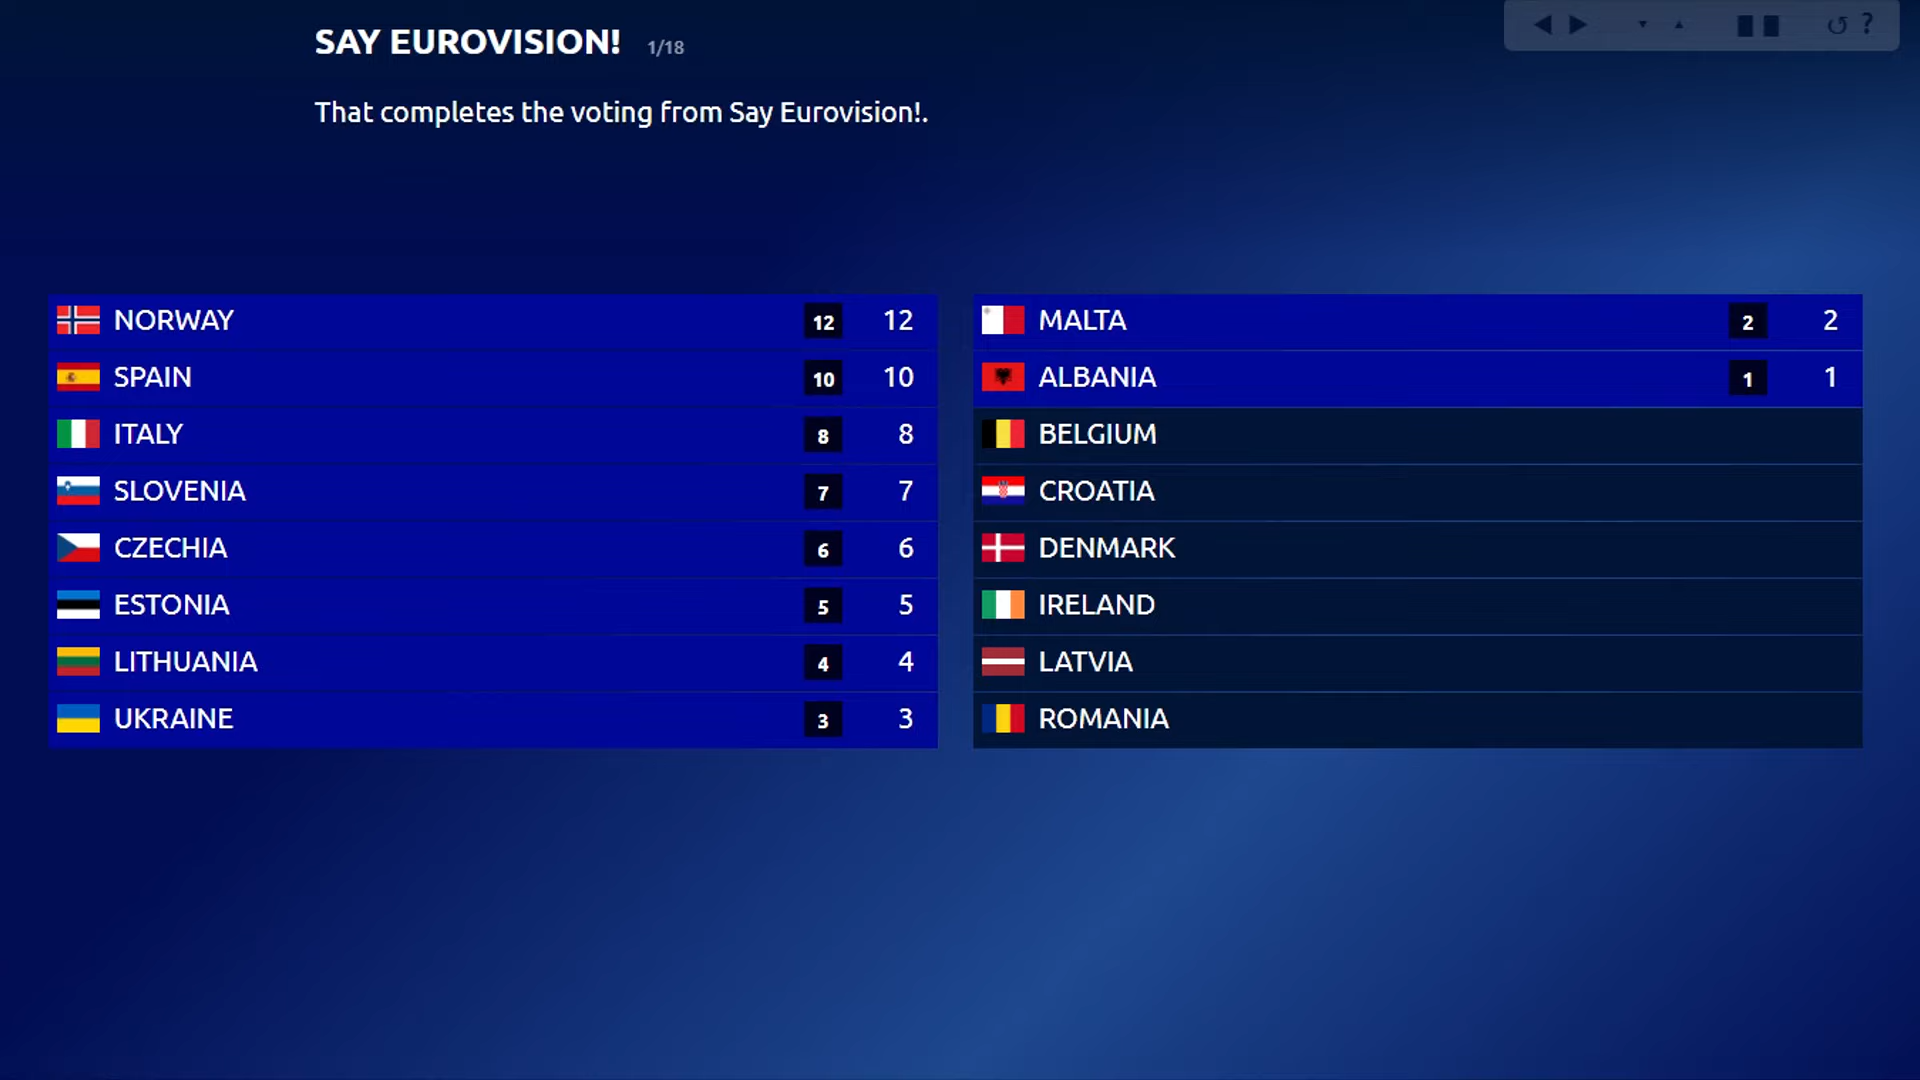 SAY EUROVISION! 1/18
?
That completes the voting from Say Eurovision!.
NORWAY 12 12
SPAIN 10 10
ITALY 8 8
SLOVENIA 7 7
CZECHIA 6 6
ESTONIA 5 5
LITHUANIA 4 4
UKRAINE 3 3
MALTA 2 2
ALBANIA 1 1
BELGIUM
CROATIA
DENMARK
IRELAND
LATVIA
ROMANIA